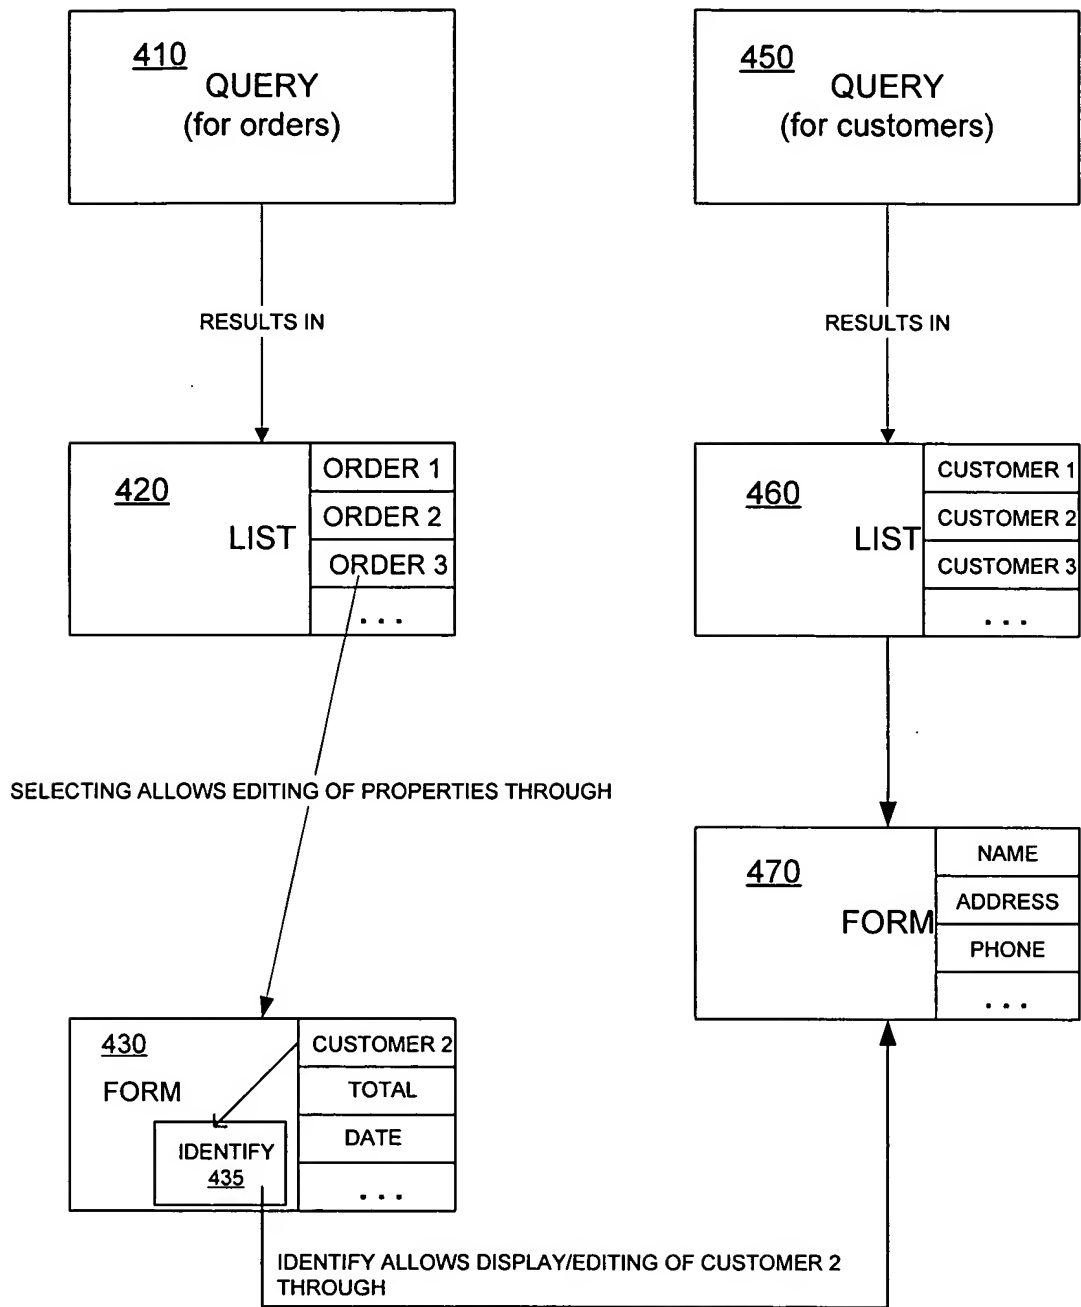 410
QUERY
(for orders)
450
QUERY
(for customers)
RESULTS IN
RESULTS IN
420
LIST
ORDER 1
ORDER 2
ORDER 3
. . .
460
LIST
CUSTOMER 1
CUSTOMER 2
CUSTOMER 3
. . .
SELECTING ALLOWS EDITING OF PROPERTIES THROUGH
470
FORM
NAME
ADDRESS
PHONE
. . .
430
FORM
CUSTOMER 2
TOTAL
DATE
. . .
IDENTIFY
435
IDENTIFY ALLOWS DISPLAY/EDITING OF CUSTOMER 2
THROUGH